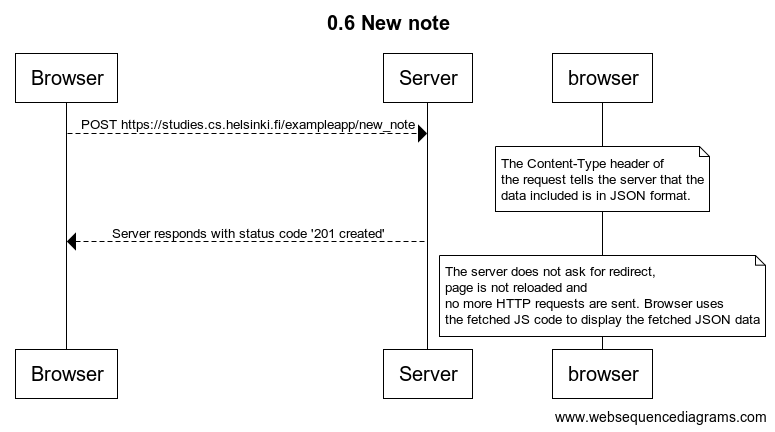 0.6 New note
Browser
Server
browser
POST https://studies.cs.helsinki.fi/exampleapp/new_note
The Content-Type header of
the request tells the server that the
data included is in JSON format.
Server responds with status code '201 created'
The server does not ask for redirect,
page is not reloaded and
no more HTTP requests are sent. Browser uses
the fetched JS code to display the fetched JSON data
Browser
Server
browser
www.websequencediagrams.com